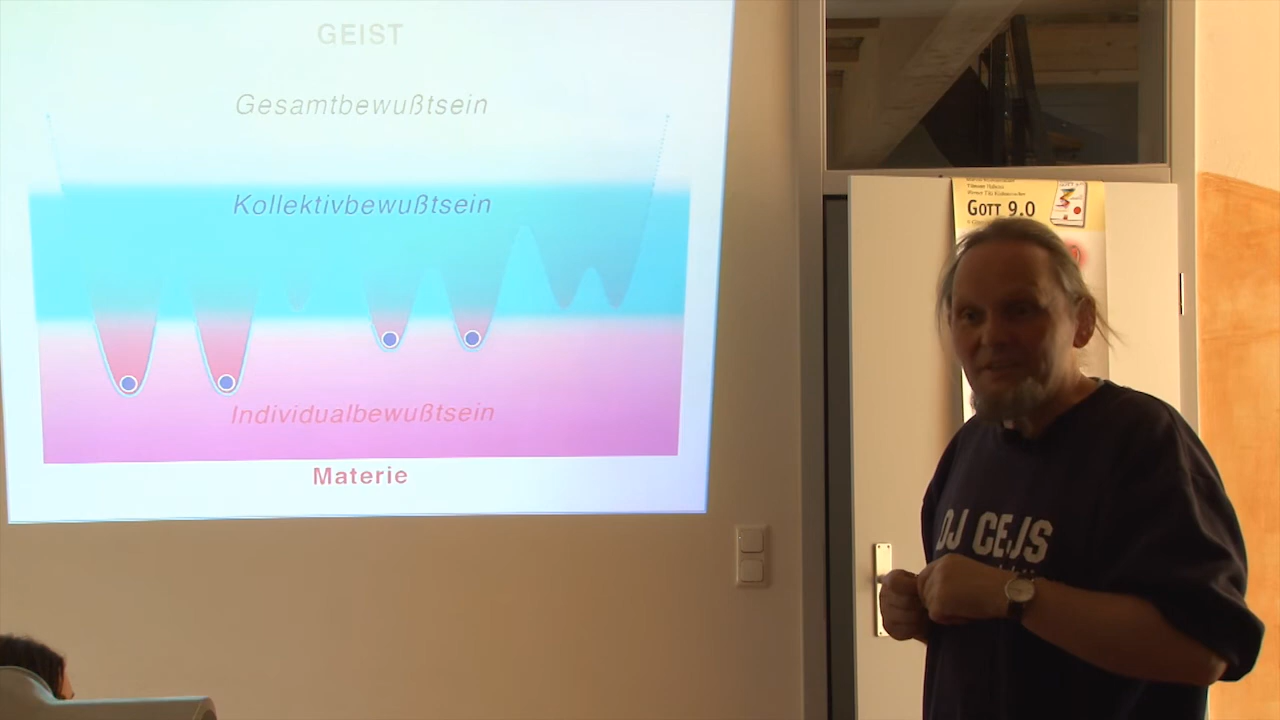 GEIST
Gesamtbewußtsein
Kollektivbewußtsein
Individualbewußtsein
Materie
GOTT 9.0
DJ CEJS